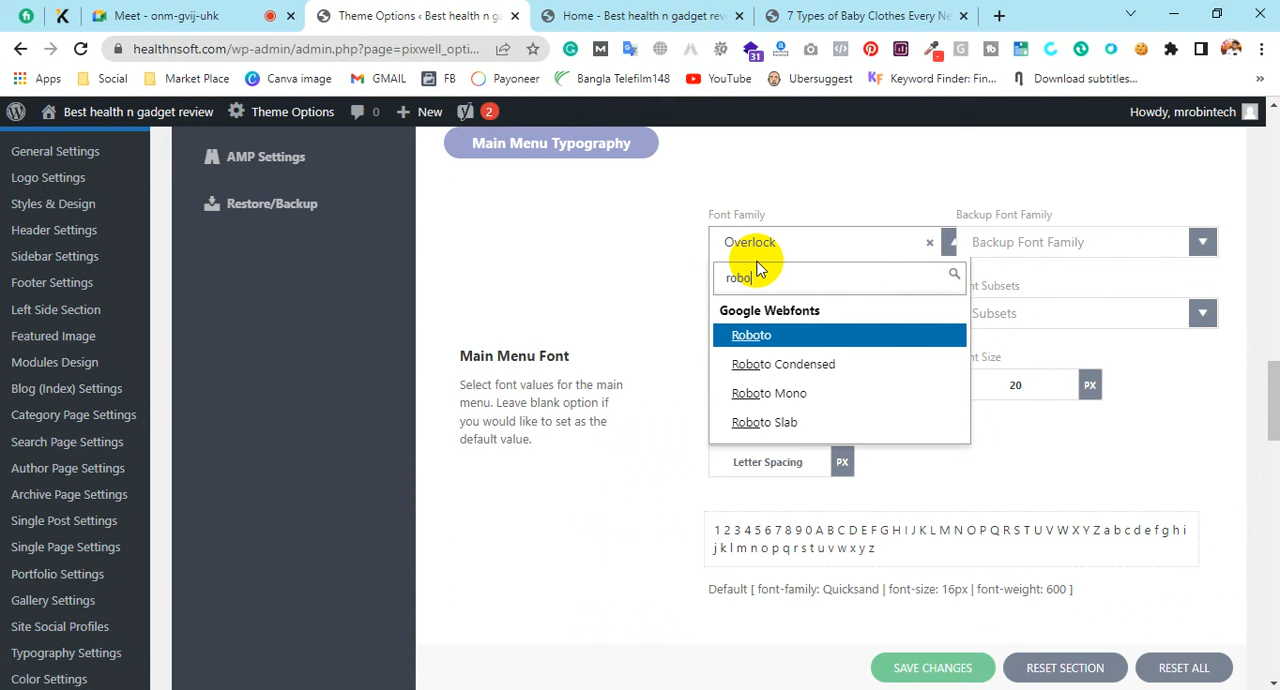 Meet - onm-gvij-uhk
Theme Options ‹ Best health n ga
Home - Best health n gadget revie
7 Types of Baby Clothes Every Ne
healthnsoft.com/wp-admin/admin.php?page=pixwell_opti...
31
Apps
Social
Market Place
Canva image
GMAIL
FB
Payoneer
Bangla Telefilm148
YouTube
Ubersuggest
Keyword Finder: Fin...
Download subtitles...
»
Best health n gadget review
Theme Options
0
New
2
Howdy, mrobintech
General Settings
Logo Settings
Styles & Design
Header Settings
Sidebar Settings
Footer Settings
Left Side Section
Featured Image
Modules Design
Blog (Index) Settings
Category Page Settings
Search Page Settings
Author Page Settings
Archive Page Settings
Single Post Settings
Single Page Settings
Portfolio Settings
Gallery Settings
Site Social Profiles
Typography Settings
Color Settings
AMP Settings
Restore/Backup
Main Menu Typography
Main Menu Font
Select font values for the main
menu. Leave blank option if
you would like to set as the
default value.
Font Family
Backup Font Family
Overlock
×
Backup Font Family
robo
nt Subsets
Google Webfonts
Subsets
Roboto
Roboto Condensed
nt Size
Roboto Mono
20
PX
Roboto Slab
Letter Spacing
PX
1 2 3 4 5 6 7 8 9 0 A B C D E F G H I J K L M N O P Q R S T U V W X Y Z a b c d e f g h i
j k l m n o p q r s t u v w x y z
Default [ font-family: Quicksand | font-size: 16px | font-weight: 600 ]
SAVE CHANGES
RESET SECTION
RESET ALL